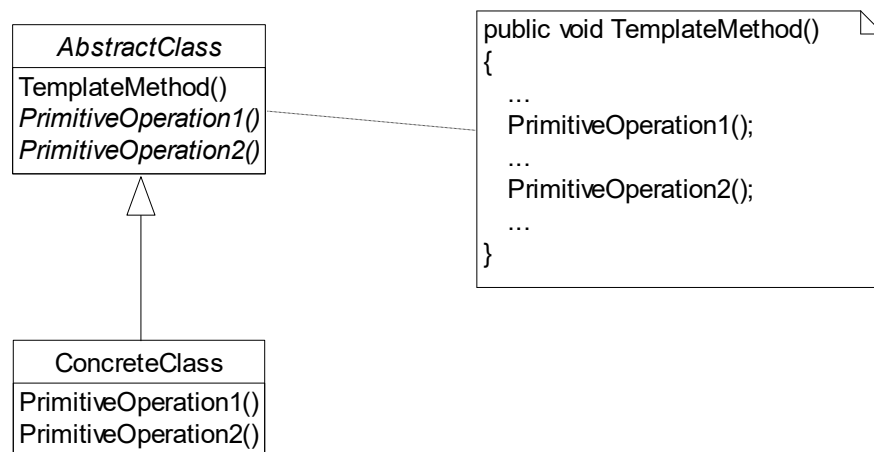 AbstractClass
TemplateMethod()
PrimitiveOperation1()
PrimitiveOperation2()
public void TemplateMethod()
{
...
PrimitiveOperation1();
...
PrimitiveOperation2();
...
}
ConcreteClass
PrimitiveOperation1()
PrimitiveOperation2()